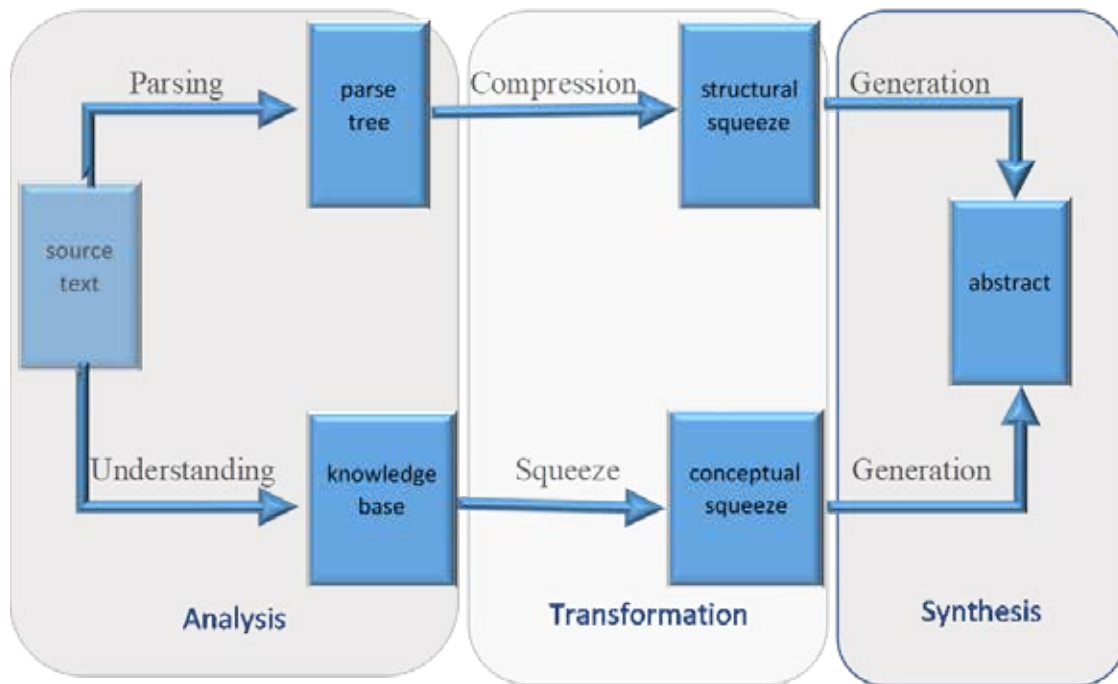 Parsing
parse
tree
Compression
structural
squeeze
Generation
source
text
abstract
Understanding
knowledge
base
Squeeze
conceptual
squeeze
Generation
Analysis
Transformation
Synthesis